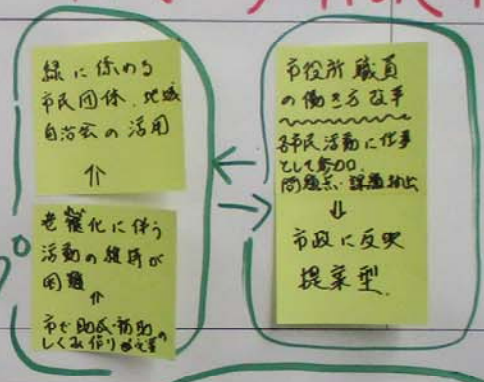 緑に係わる
市民団体、地域
自治会の活用
⇑
老齢化に伴う
活動の維持が
困難
⇑
市で助成・補助の
しくみ作りが必要
市役所職員
の働き方改革
各市民活動に仕事
として参加
問題点、課題抽出
⇓
市政に反映
提案型